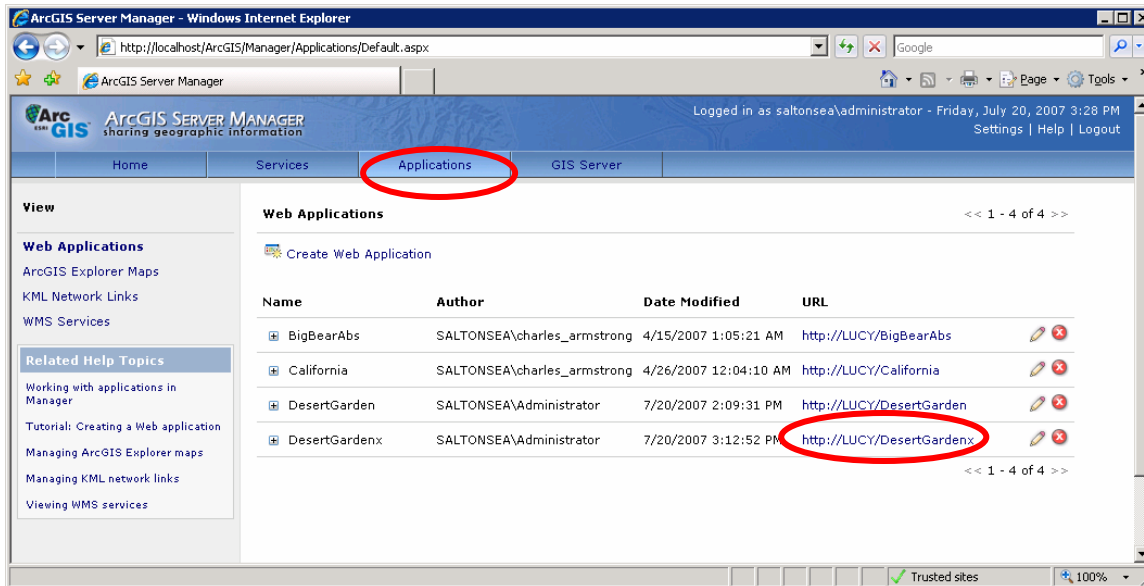 ArcGIS Server Manager - Windows Internet Explorer
http://localhost/ArcGIS/Manager/Applications/Default.aspx
Google
ArcGIS Server Manager
Page
Tools
Arc GIS
ESRI
ArcGIS Server Manager
sharing geographic information
Logged in as saltonsea\administrator - Friday, July 20, 2007 3:28 PM
Settings | Help | Logout
Home Services Applications GIS Server
View
Web Applications
ArcGIS Explorer Maps
KML Network Links
WMS Services
Related Help Topics
Working with applications in
Manager
Tutorial: Creating a Web application
Managing ArcGIS Explorer maps
Managing KML network links
Viewing WMS services
Web Applications << 1 - 4 of 4 >>
Create Web Application
Name Author Date Modified URL
BigBearAbs SALTONSEA\charles_armstrong 4/15/2007 1:05:21 AM http://LUCY/BigBearAbs
California SALTONSEA\charles_armstrong 4/26/2007 12:04:10 AM http://LUCY/California
DesertGarden SALTONSEA\Administrator 7/20/2007 2:09:31 PM http://LUCY/DesertGarden
DesertGardenx SALTONSEA\Administrator 7/20/2007 3:12:52 PM http://LUCY/DesertGardenx
<< 1 - 4 of 4 >>
Trusted sites
100%